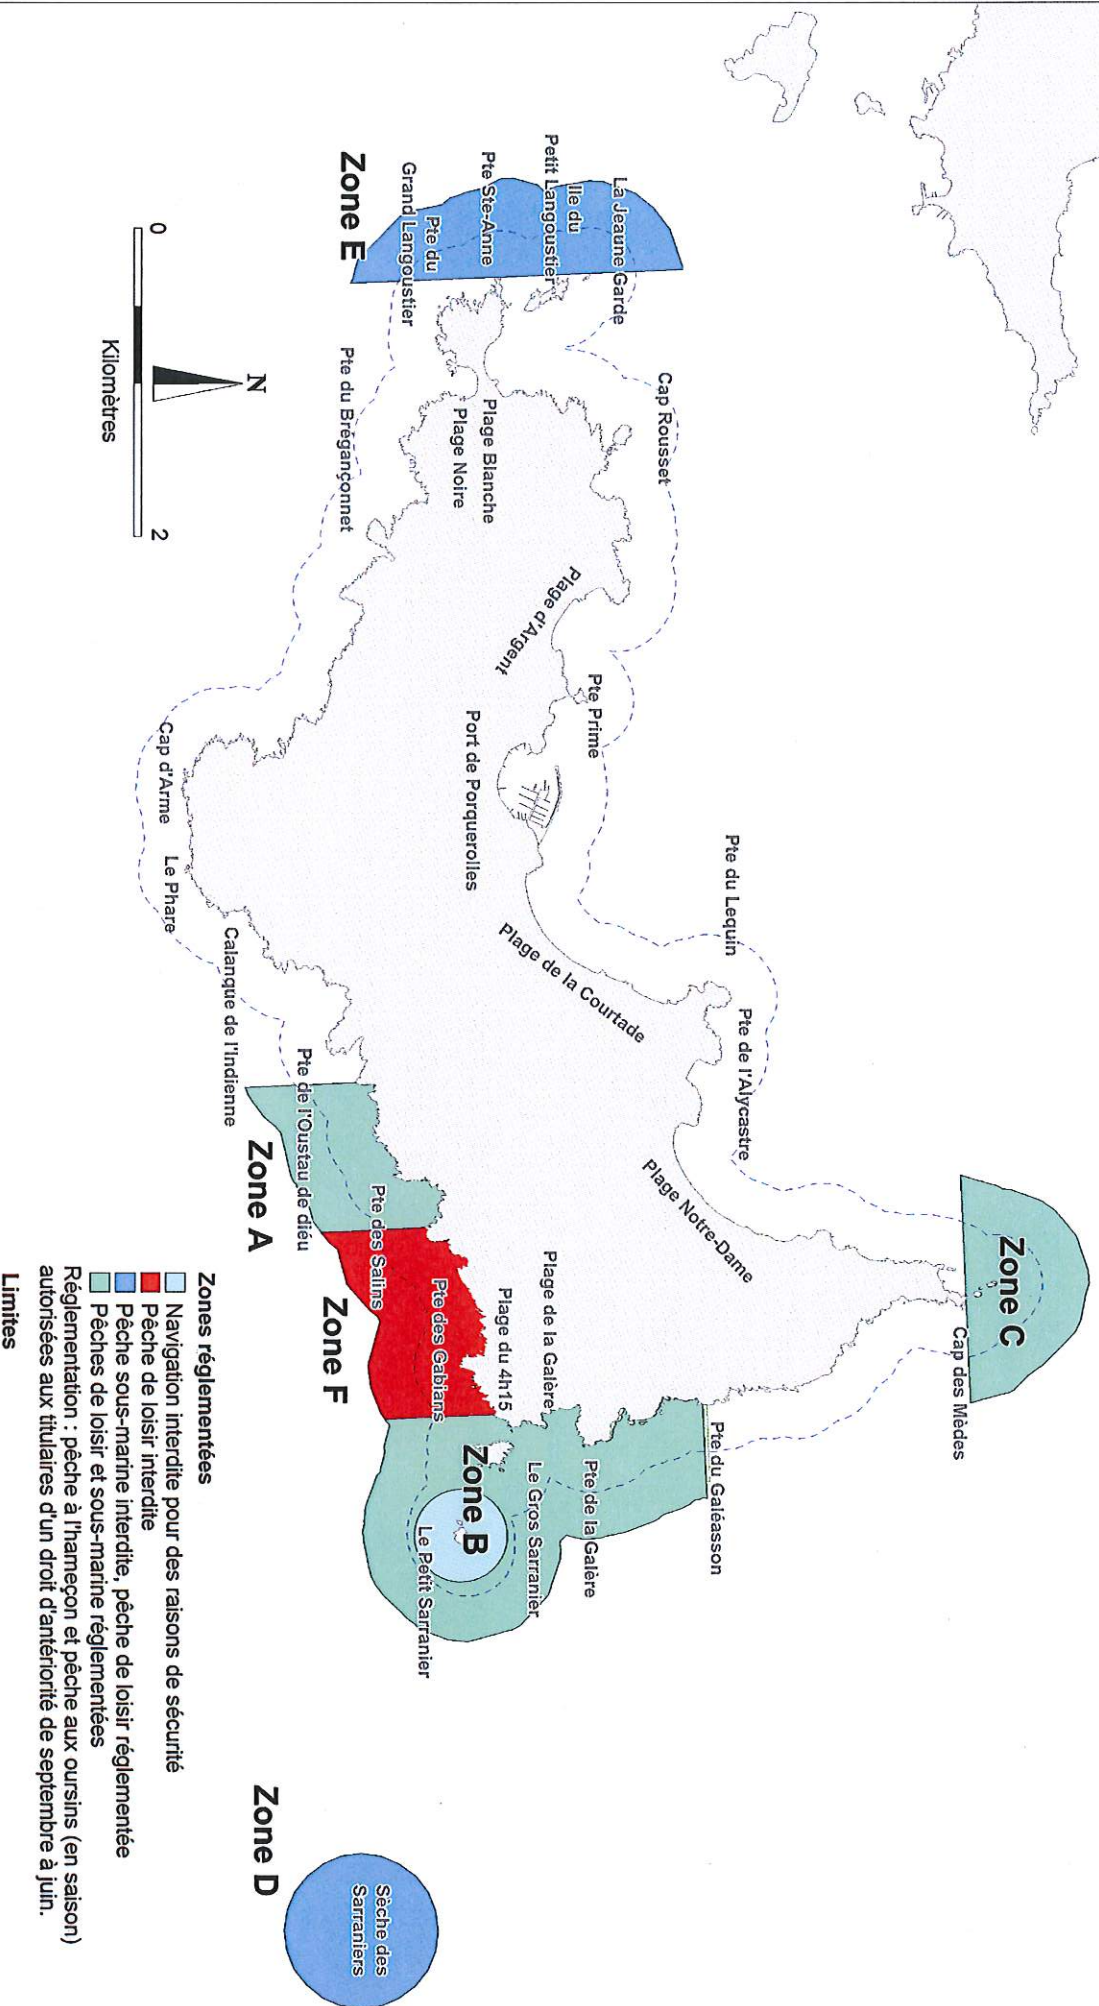 La Jeaune Garde
Ile du
Petit Langoustier
Pte Ste-Anne
Pte du
Grand Langoustier
Zone E
Cap Rousset
Plage Blanche
Plage Noire
Pte du Brégançonnet
Plage d'Argent
Pte Prime
Port de Porquerolles
Cap d'Arme
Le Phare
Calanque de l'Indienne
Plage de la Courtade
Pte du Lequin
Pte de l'Alycastre
Plage Notre-Dame
Zone C
Cap des Mèdes
Pte du Galéasson
Pte de la Galère
Plage de la Galère
Plage du 4h15
Le Gros Sarranier
Zone B
Le Petit Sarranier
Pte des Gabians
Pte des Salins
Pte de l'Oustau de diéu
Zone A
Zone F
Zone D
Sèche des
Sarraniers
N
0
2
Kilomètres
Zones réglementées
Navigation interdite pour des raisons de sécurité
Pêche de loisir interdite
Pêche sous-marine interdite, pêche de loisir réglementée
Pêches de loisir et sous-marine réglementées
Réglementation : pêche à l'hameçon et pêche aux oursins (en saison)
autorisées aux titulaires d'un droit d'antériorité de septembre à juin.
Limites